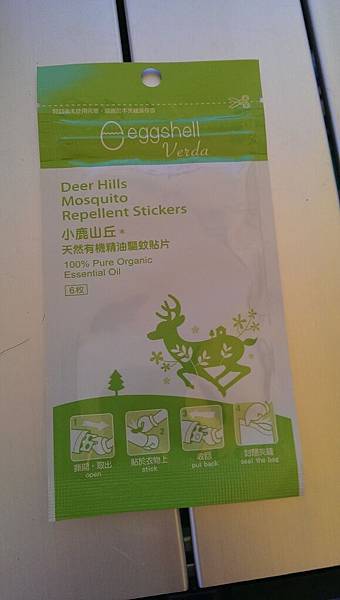 eggshell
Verda
Deer Hills
Mosquito
Repellent Stickers
小鹿山丘
天然有機精油驅蚊貼片
100% Pure Organic
Essential Oil
6枚
1
2
3
4
撕開,取出
open
貼於衣物上
stick
收回
put back
封關夾鏈
seal the bag